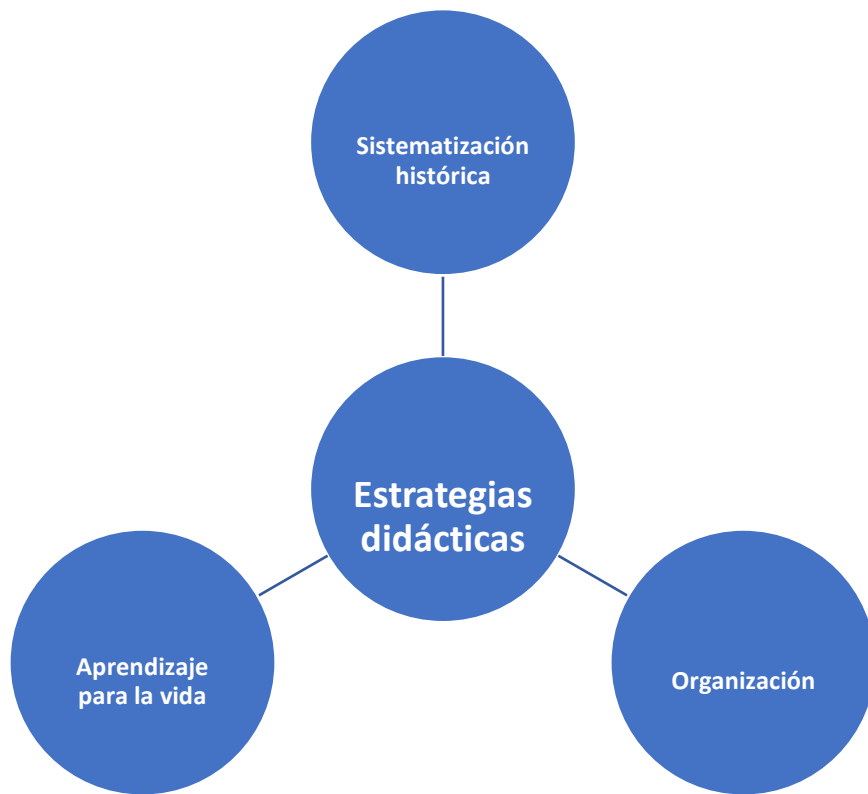 Sistematización
histórica
Estrategias
didácticas
Aprendizaje
para la vida
Organización